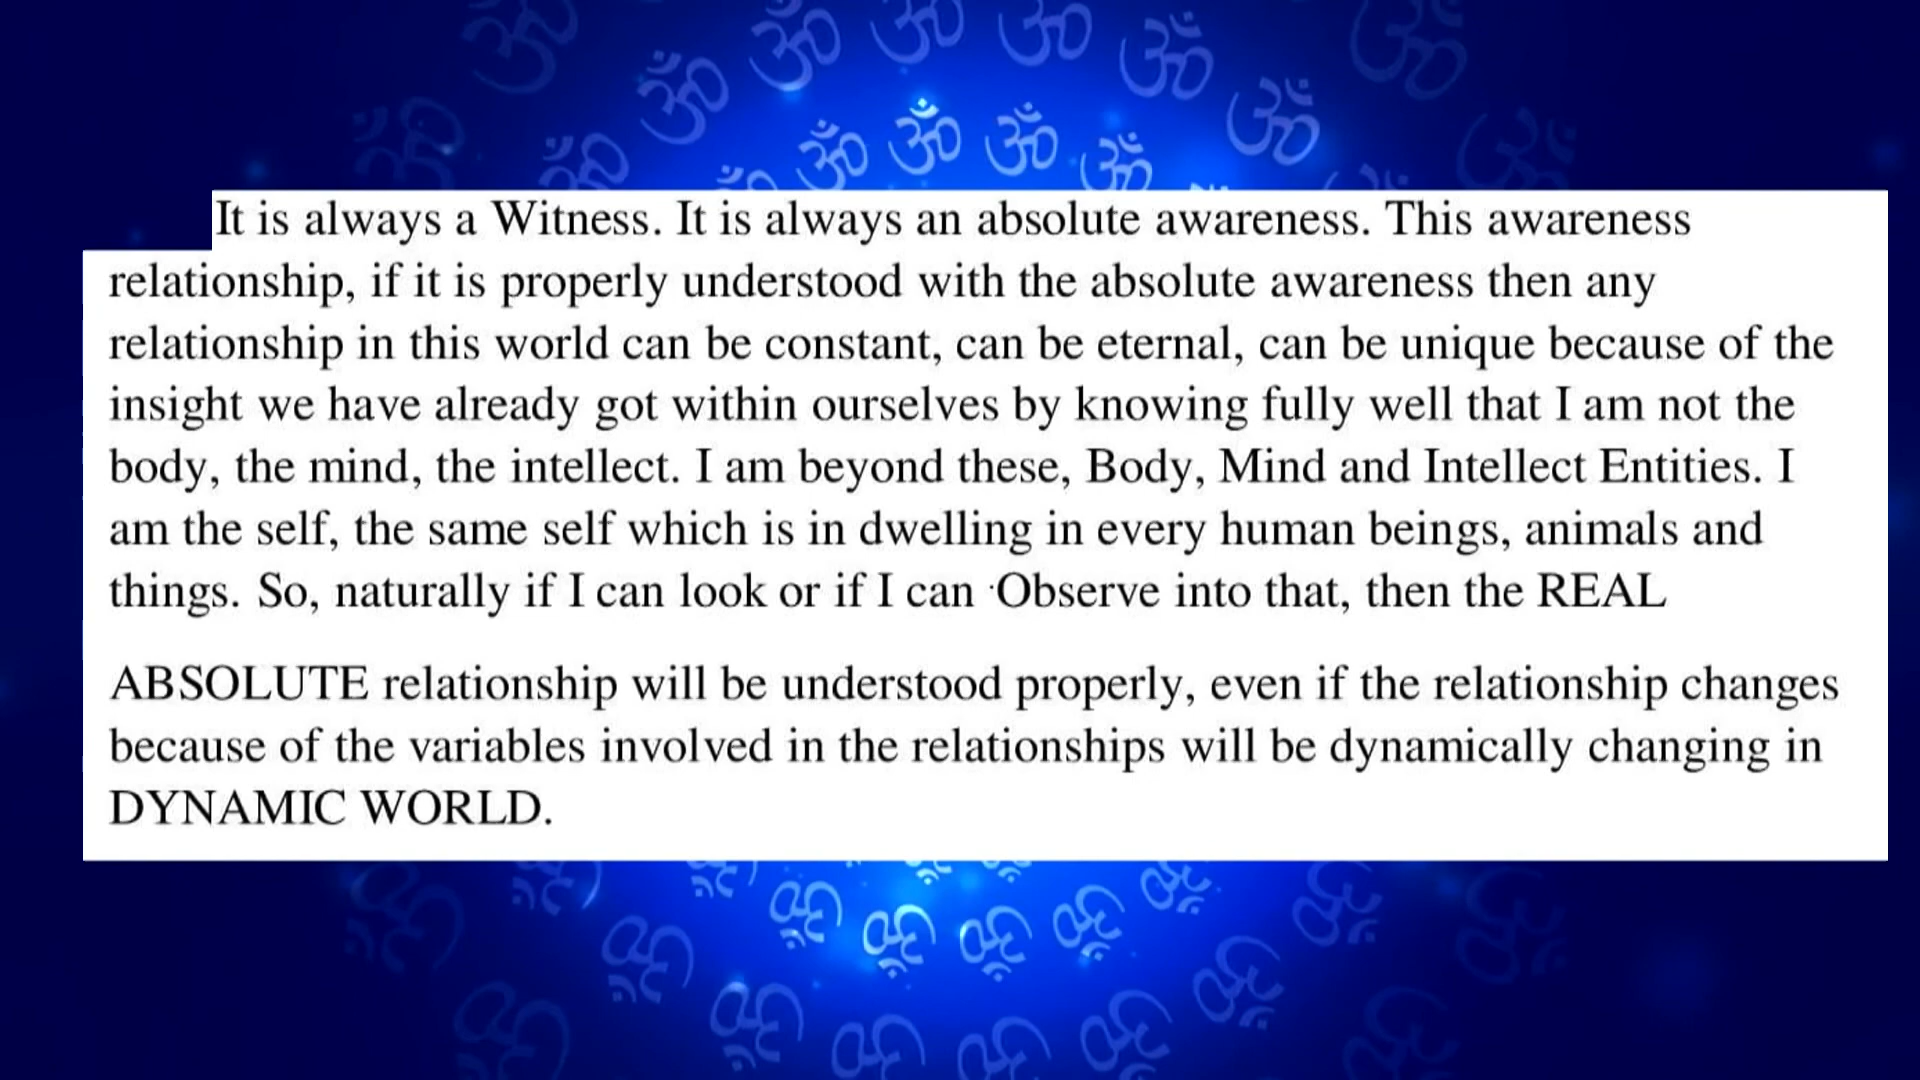 It is always a Witness. It is always an absolute awareness. This awareness
relationship, if it is properly understood with the absolute awareness then any
relationship in this world can be constant, can be eternal, can be unique because of the
insight we have already got within ourselves by knowing fully well that I am not the
body, the mind, the intellect. I am beyond these, Body, Mind and Intellect Entities. I
am the self, the same self which is in dwelling in every human beings, animals and
things. So, naturally if I can look or if I can ·Observe into that, then the REAL
ABSOLUTE relationship will be understood properly, even if the relationship changes
because of the variables involved in the relationships will be dynamically changing in
DYNAMIC WORLD.